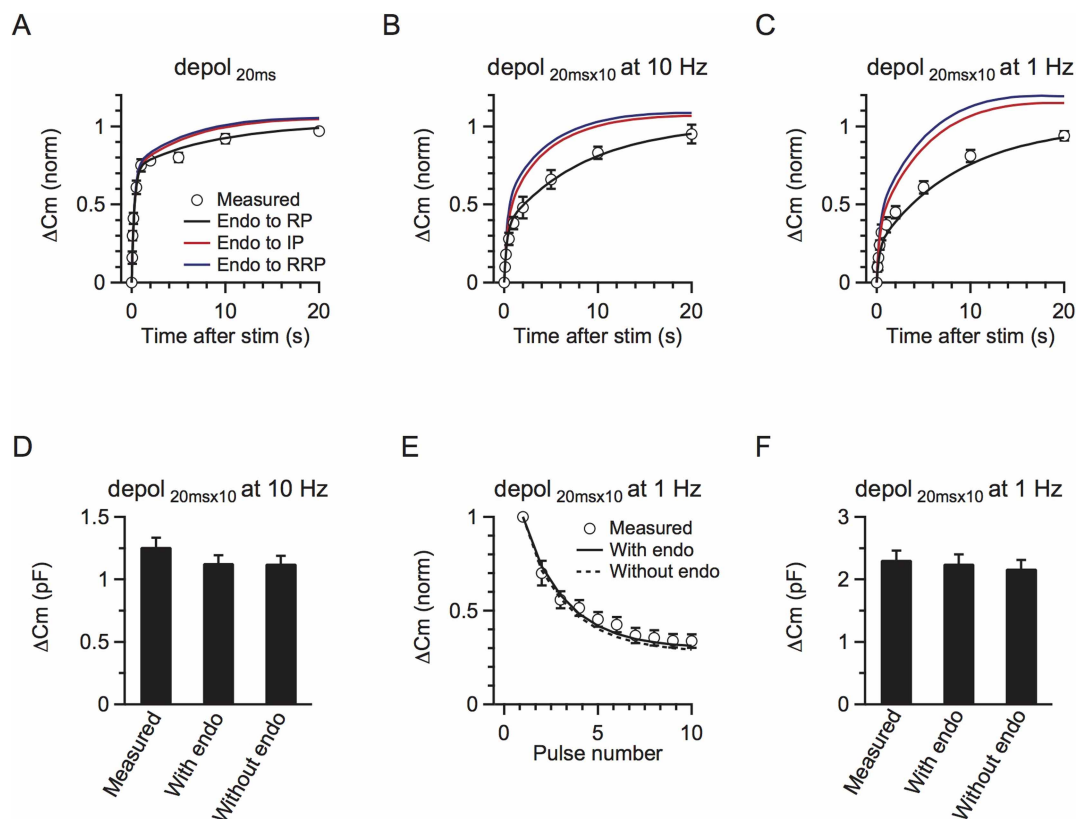 A
B
C
depol 20ms
depol 20msx10 at 10 Hz
depol 20msx10 at 1 Hz
ΔCm (norm)
1
0.5
0
Measured
Endo to RP
Endo to IP
Endo to RRP
0
10
20
Time after stim (s)
ΔCm (norm)
1
0.5
0
0
10
20
Time after stim (s)
ΔCm (norm)
1
0.5
0
0
10
20
Time after stim (s)
D
E
F
depol 20msx10 at 10 Hz
depol 20msx10 at 1 Hz
depol 20msx10 at 1 Hz
ΔCm (pF)
1.5
1
0.5
0
Measured
With endo
Without endo
ΔCm (norm)
1
0.5
0
Measured
With endo
Without endo
0
5
10
Pulse number
ΔCm (pF)
3
2
1
0
Measured
With endo
Without endo